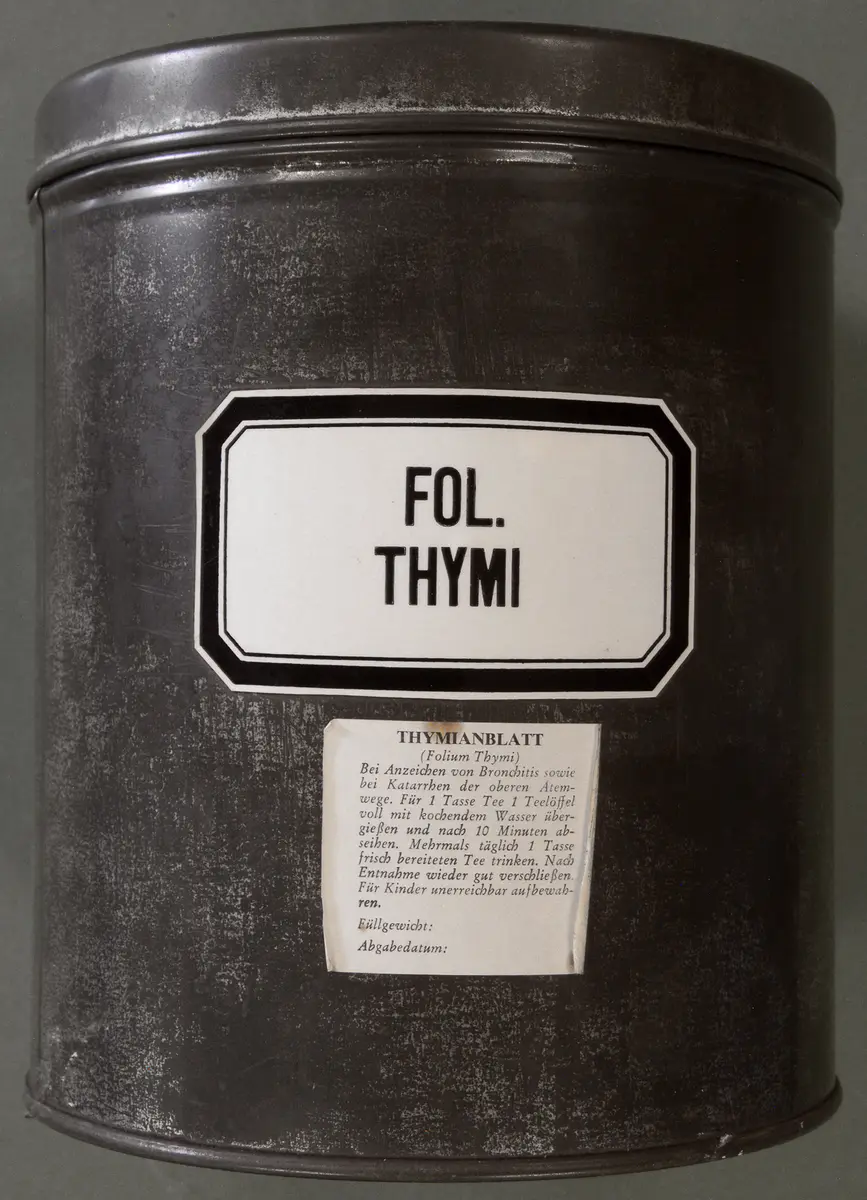 FOL.
THYMI
THYMIANBLATT
(Folium Thymi)
Bei Anzeichen von Bronchitis sowie
bei Katarrhen der oberen Atem-
wege. Für 1 Tasse Tee 1 Teelöffel
voll mit kochendem Wasser über-
gießen und nach 10 Minuten ab-
seihen. Mehrmals täglich 1 Tasse
frisch bereiteten Tee trinken. Nach
Entnahme wieder gut verschließen.
Für Kinder unerreichbar aufbewah-
ren.
Füllgewicht:
Abgabedatum: